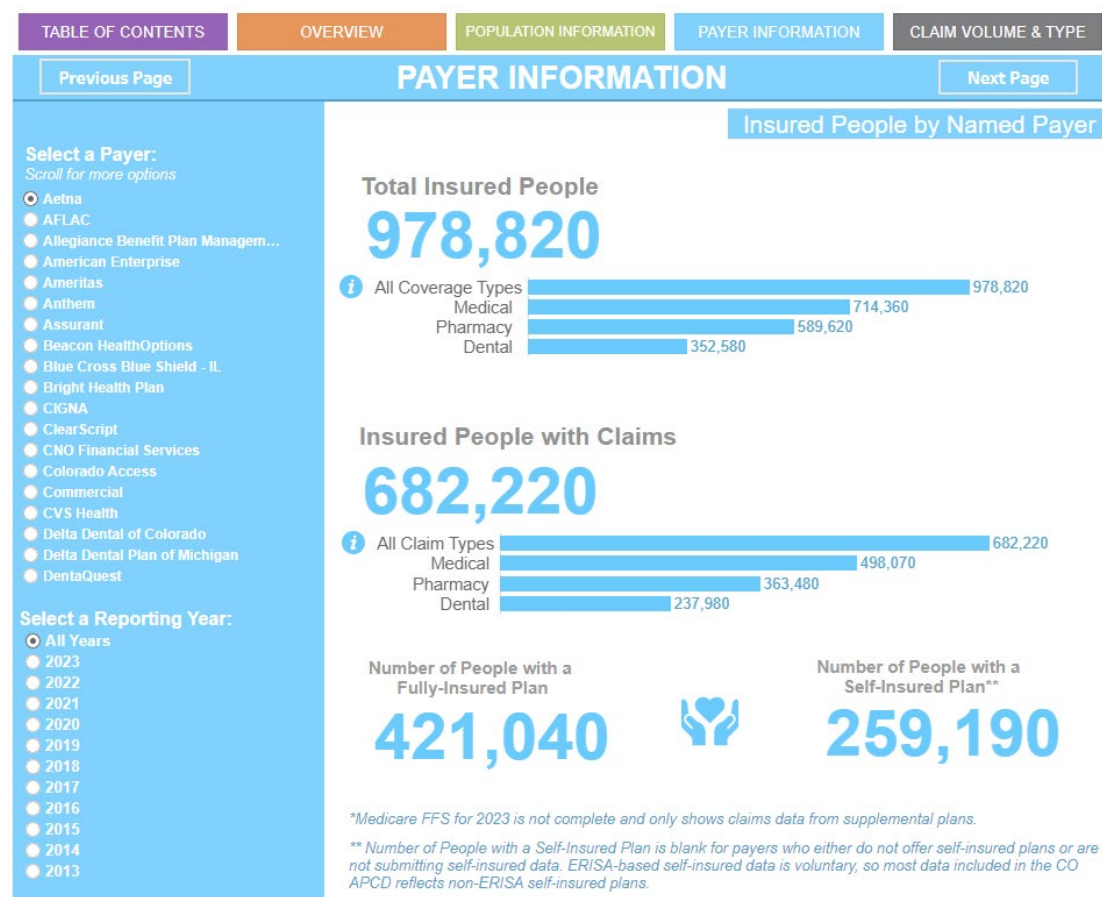 TABLE OF CONTENTS
OVERVIEW
POPULATION INFORMATION
PAYER INFORMATION
CLAIM VOLUME & TYPE
Previous Page
PAYER INFORMATION
Next Page
Insured People by Named Payer
Select a Payer:
Scroll for more options
Aetna
AFLAC
Allegiance Benefit Plan Managem...
American Enterprise
Ameritas
Anthem
Assurant
Beacon HealthOptions
Blue Cross Blue Shield - IL
Bright Health Plan
CIGNA
ClearScript
CNO Financial Services
Colorado Access
Commercial
CVS Health
Delta Dental of Colorado
Delta Dental Plan of Michigan
DentaQuest
Select a Reporting Year:
All Years
2023
2022
2021
2020
2019
2018
2017
2016
2015
2014
2013
Total Insured People
978,820
i
All Coverage Types 978,820
Medical 714,360
Pharmacy 589,620
Dental 352,580
Insured People with Claims
682,220
i
All Claim Types 682,220
Medical 498,070
Pharmacy 363,480
Dental 237,980
Number of People with a
Fully-Insured Plan
421,040
Number of People with a
Self-Insured Plan**
259,190
*Medicare FFS for 2023 is not complete and only shows claims data from supplemental plans.
** Number of People with a Self-Insured Plan is blank for payers who either do not offer self-insured plans or are
not submitting self-insured data. ERISA-based self-insured data is voluntary, so most data included in the CO
APCD reflects non-ERISA self-insured plans.